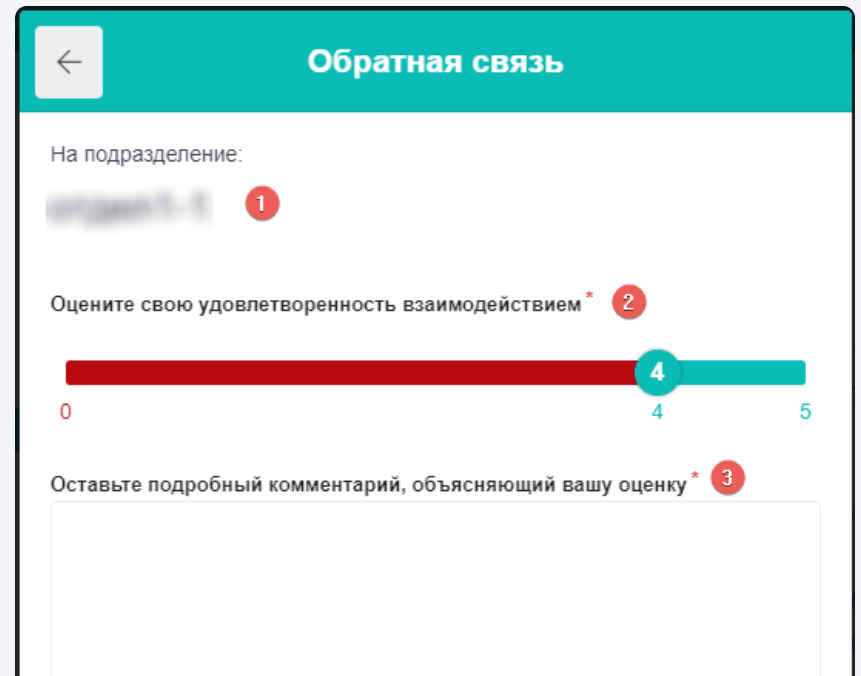 Обратная связь
На подразделение:
1
Оцените свою удовлетворенность взаимодействием* 2
4
0 4 5
Оставьте подробный комментарий, объясняющий вашу оценку* 3